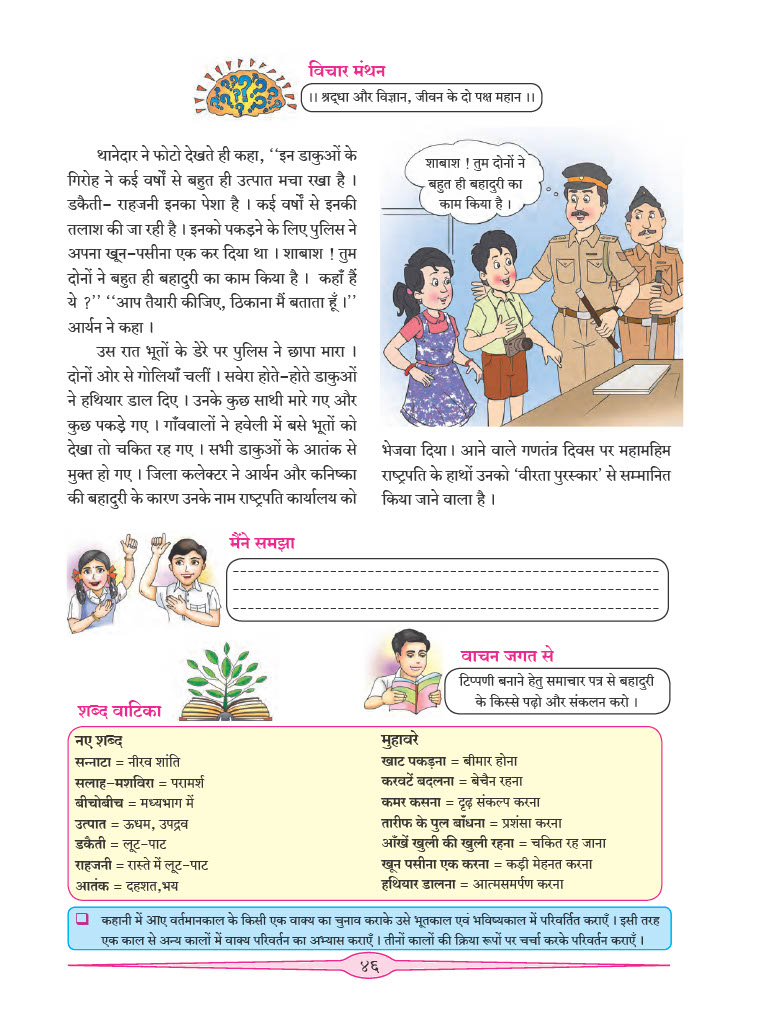 विचार मंथन
।। श्रद्धा और विज्ञान, जीवन के दो पक्ष महान ।।
थानेदार ने फोटो देखते ही कहा, ‘‘इन डाकुओं के
गिरोह ने कई वर्षों से बहुत ही उत्पात मचा रखा है ।
डकैती- राहजनी इनका पेशा है । कई वर्षों से इनकी
तलाश की जा रही है । इनको पकड़ने के लिए पुलिस ने
अपना खून-पसीना एक कर दिया था । शाबाश ! तुम
दोनों ने बहुत ही बहादुरी का काम किया है । कहाँ हैं
ये ?’’ ‘‘आप तैयारी कीजिए, ठिकाना मैं बताता हूँ ।’’
आर्यन ने कहा ।
उस रात भूतों के डेरे पर पुलिस ने छापा मारा ।
दोनों ओर से गोलियाँ चलीं । सवेरा होते-होते डाकुओं
ने हथियार डाल दिए । उनके कुछ साथी मारे गए और
कुछ पकड़े गए । गाँववालों ने हवेली में बसे भूतों को
देखा तो चकित रह गए । सभी डाकुओं के आतंक से
मुक्त हो गए । जिला कलेक्टर ने आर्यन और कनिष्का
की बहादुरी के कारण उनके नाम राष्ट्रपति कार्यालय को
शाबाश ! तुम दोनों ने
बहुत ही बहादुरी का
काम किया है ।
भेजवा दिया । आने वाले गणतंत्र दिवस पर महामहिम
राष्ट्रपति के हाथों उनको ‘वीरता पुरस्कार’ से सम्मानित
किया जाने वाला है ।
मैंने समझा
वाचन जगत से
टिप्पणी बनाने हेतु समाचार पत्र से बहादुरी
के किस्से पढ़ो और संकलन करो ।
शब्द वाटिका
नए शब्द
सन्नाटा = नीरव शांति
सलाह-मशविरा = परामर्श
बीचोबीच = मध्यभाग में
उत्पात = ऊधम, उपद्रव
डकैती = लूट-पाट
राहजनी = रास्ते में लूट-पाट
आतंक = दहशत,भय
मुहावरे
खाट पकड़ना = बीमार होना
करवटें बदलना = बेचैन रहना
कमर कसना = दृढ़ संकल्प करना
तारीफ के पुल बाँधना = प्रशंसा करना
आँखें खुली की खुली रहना = चकित रह जाना
खून पसीना एक करना = कड़ी मेहनत करना
हथियार डालना = आत्मसमर्पण करना
❑ कहानी में आए वर्तमानकाल के किसी एक वाक्य का चुनाव कराके उसे भूतकाल एवं भविष्यकाल में परिवर्तित कराएँ । इसी तरह
एक काल से अन्य कालों में वाक्य परिवर्तन का अभ्यास कराएँ । तीनों कालों की क्रिया रूपों पर चर्चा करके परिवर्तन कराएँ ।
४६